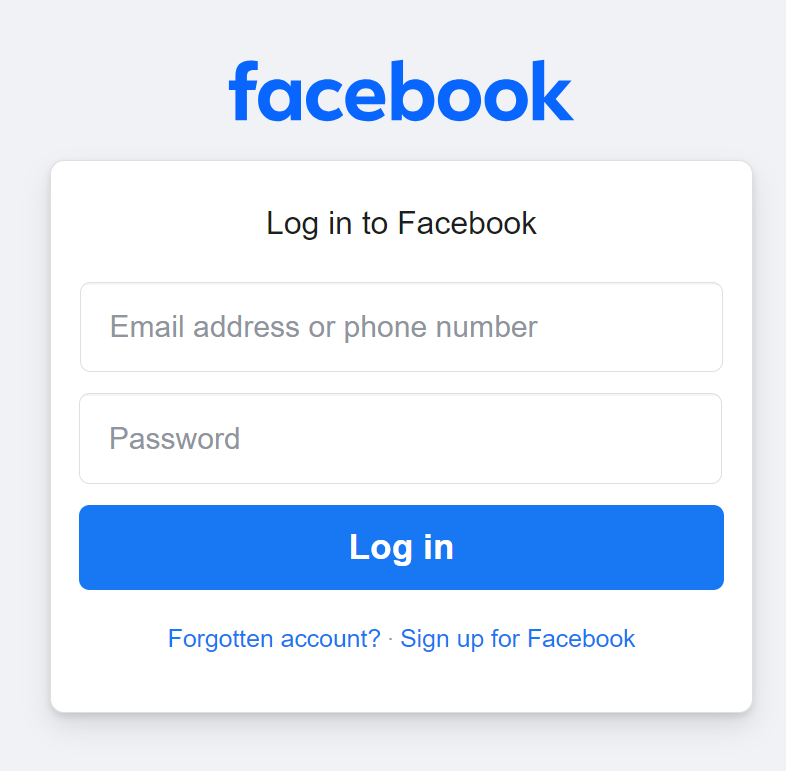 facebook
Log in to Facebook
Email address or phone number
Password
Log in
Forgotten account? · Sign up for Facebook